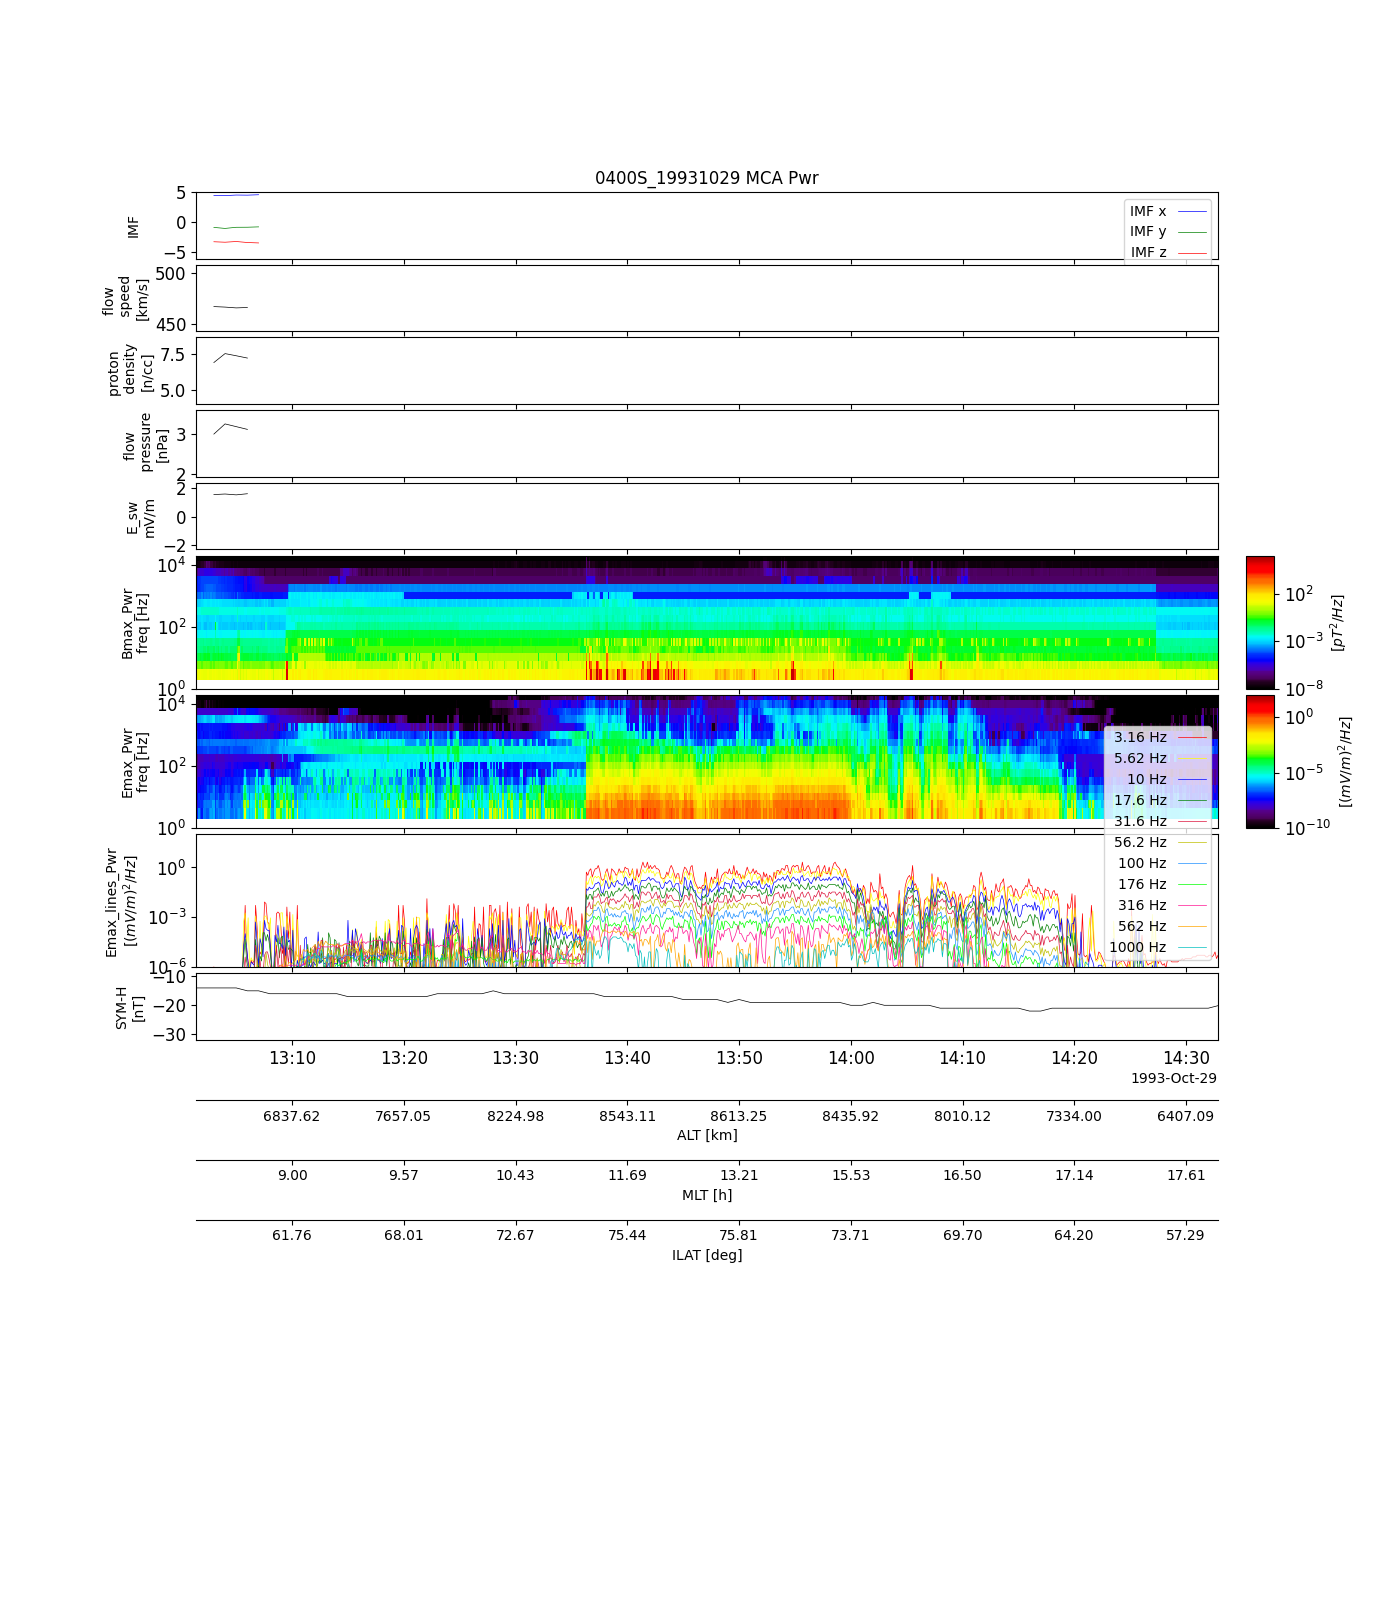 0400S_19931029 MCA Pwr
5
0
−5
IMF
IMF x
IMF y
IMF z
500
450
flow
speed
[km/s]
7.5
5.0
proton
density
[n/cc]
3
2
flow
pressure
[nPa]
2
0
−2
E_sw
mV/m
10^4
10^2
10^0
Bmax_Pwr
freq [Hz]
10^2
10^−3
10^−8
[pT^2/Hz]
10^4
10^2
10^0
Emax_Pwr
freq [Hz]
10^0
10^−5
10^−10
[(mV/m)^2/Hz]
3.16 Hz
5.62 Hz
10 Hz
17.6 Hz
31.6 Hz
56.2 Hz
100 Hz
176 Hz
316 Hz
562 Hz
1000 Hz
10^0
10^−3
10^−6
Emax_lines_Pwr
[(mV/m)^2/Hz]
−10
−20
−30
SYM-H
[nT]
13:10 13:20 13:30 13:40 13:50 14:00 14:10 14:20 14:30
1993-Oct-29
6837.62 7657.05 8224.98 8543.11 8613.25 8435.92 8010.12 7334.00 6407.09
ALT [km]
9.00 9.57 10.43 11.69 13.21 15.53 16.50 17.14 17.61
MLT [h]
61.76 68.01 72.67 75.44 75.81 73.71 69.70 64.20 57.29
ILAT [deg]